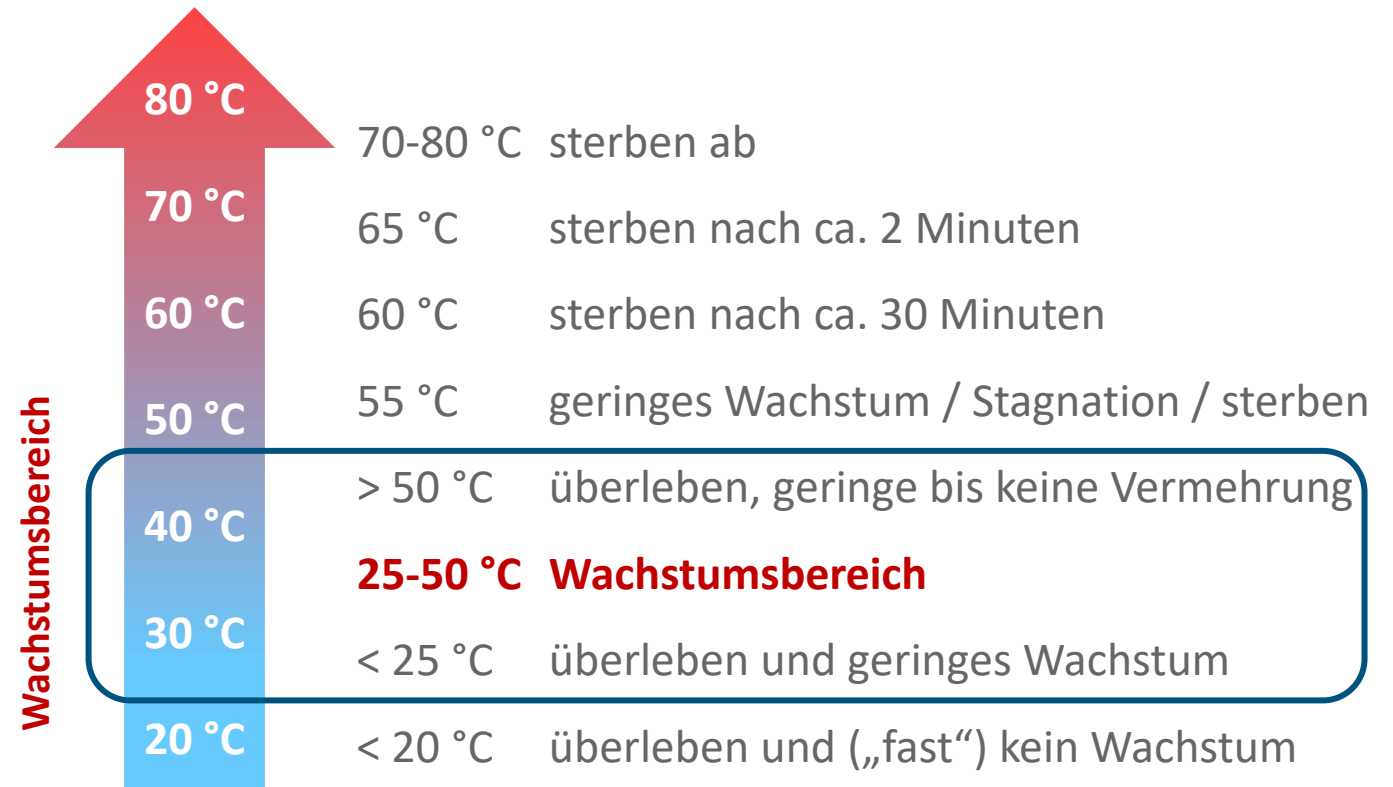 80 °C
70 °C
60 °C
50 °C
40 °C
30 °C
20 °C
Wachstumsbereich
70-80 °C sterben ab
65 °C sterben nach ca. 2 Minuten
60 °C sterben nach ca. 30 Minuten
55 °C geringes Wachstum / Stagnation / sterben
> 50 °C überleben, geringe bis keine Vermehrung
25-50 °C Wachstumsbereich
< 25 °C überleben und geringes Wachstum
< 20 °C überleben und („fast“) kein Wachstum